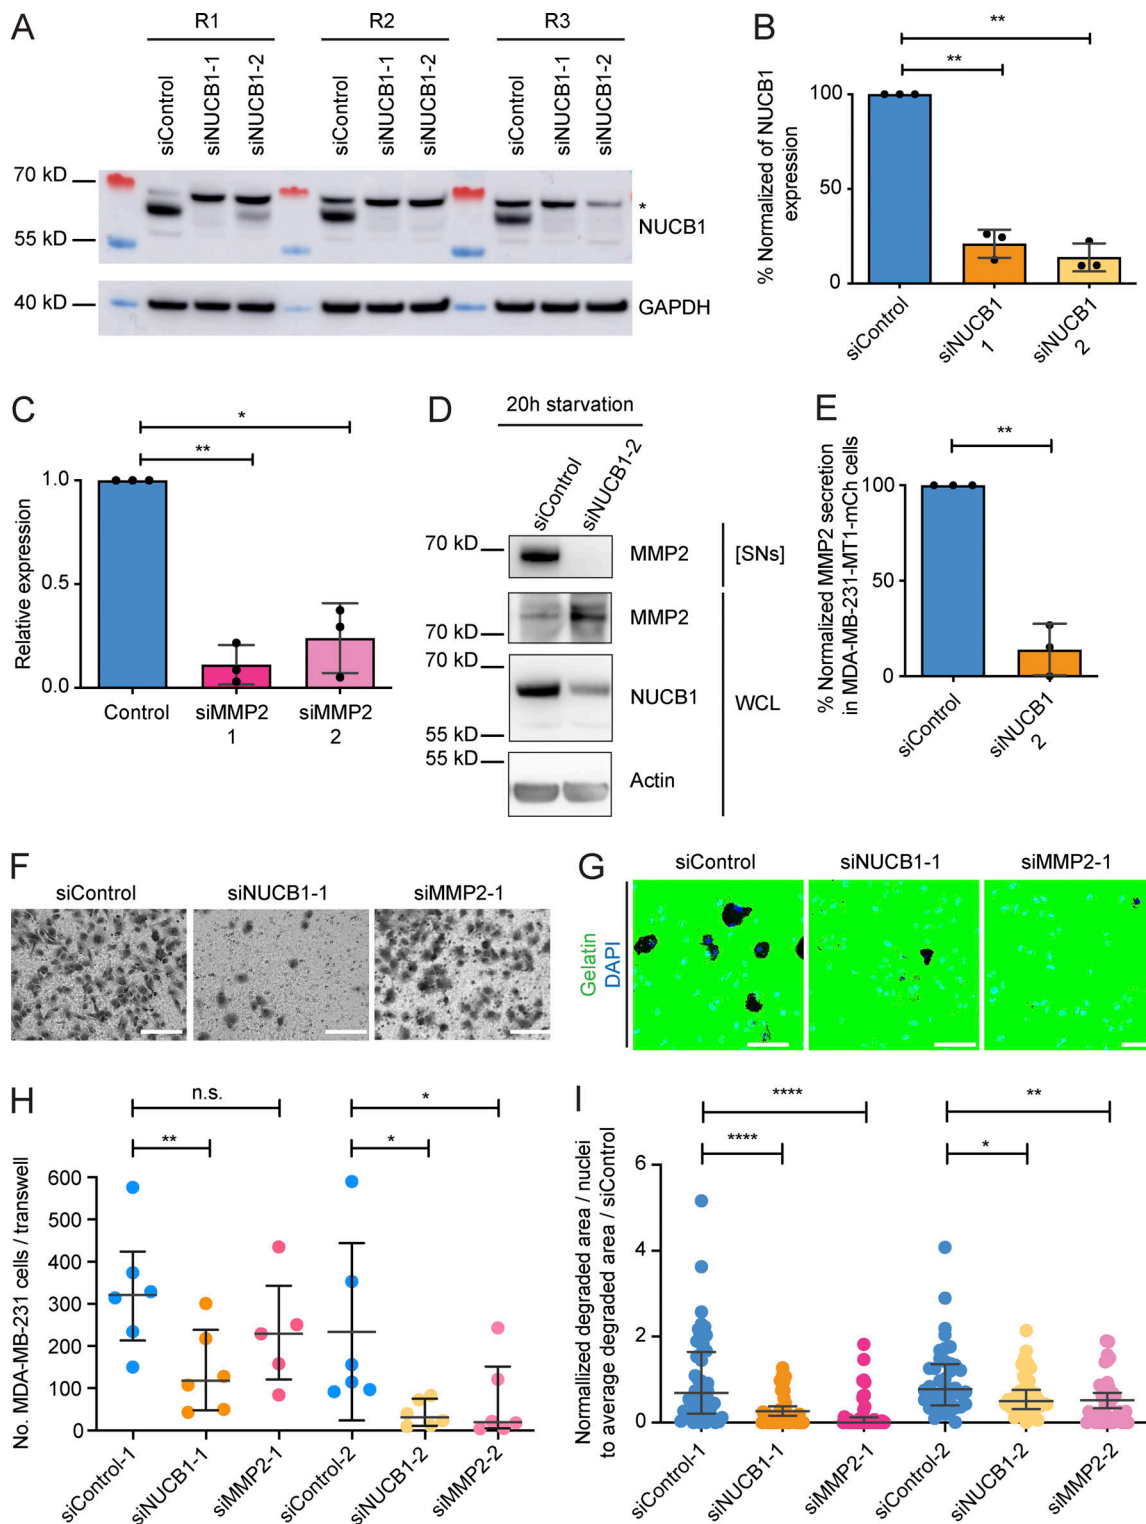 A
R1
R2
R3
siControl
siNUCB1-1
siNUCB1-2
siControl
siNUCB1-1
siNUCB1-2
siControl
siNUCB1-1
siNUCB1-2
70 kD
*
NUCB1
55 kD
40 kD
GAPDH
B
**
**
% Normalized of NUCB1
expression
100
50
0
siControl
siNUCB1
1
siNUCB1
2
C
*
**
Relative expression
1.0
0.5
0.0
Control
siMMP2
1
siMMP2
2
D
20h starvation
siControl
siNUCB1-2
70 kD
MMP2
[SNs]
MMP2
70 kD
70 kD
NUCB1
WCL
55 kD
55 kD
Actin
E
**
% Normalized MMP2 secretion
in MDA-MB-231-MT1-mCh cells
100
50
0
siControl
siNUCB1
2
F
siControl
siNUCB1-1
siMMP2-1
G
siControl
siNUCB1-1
siMMP2-1
Gelatin
DAPI
H
n.s.
*
**
*
No. MDA-MB-231 cells / transwell
600
500
400
300
200
100
0
siControl-1
siNUCB1-1
siMMP2-1
siControl-2
siNUCB1-2
siMMP2-2
I
****
**
****
*
Normallized degraded area / nuclei
to average degraded area / siControl
6
4
2
0
siControl-1
siNUCB1-1
siMMP2-1
siControl-2
siNUCB1-2
siMMP2-2